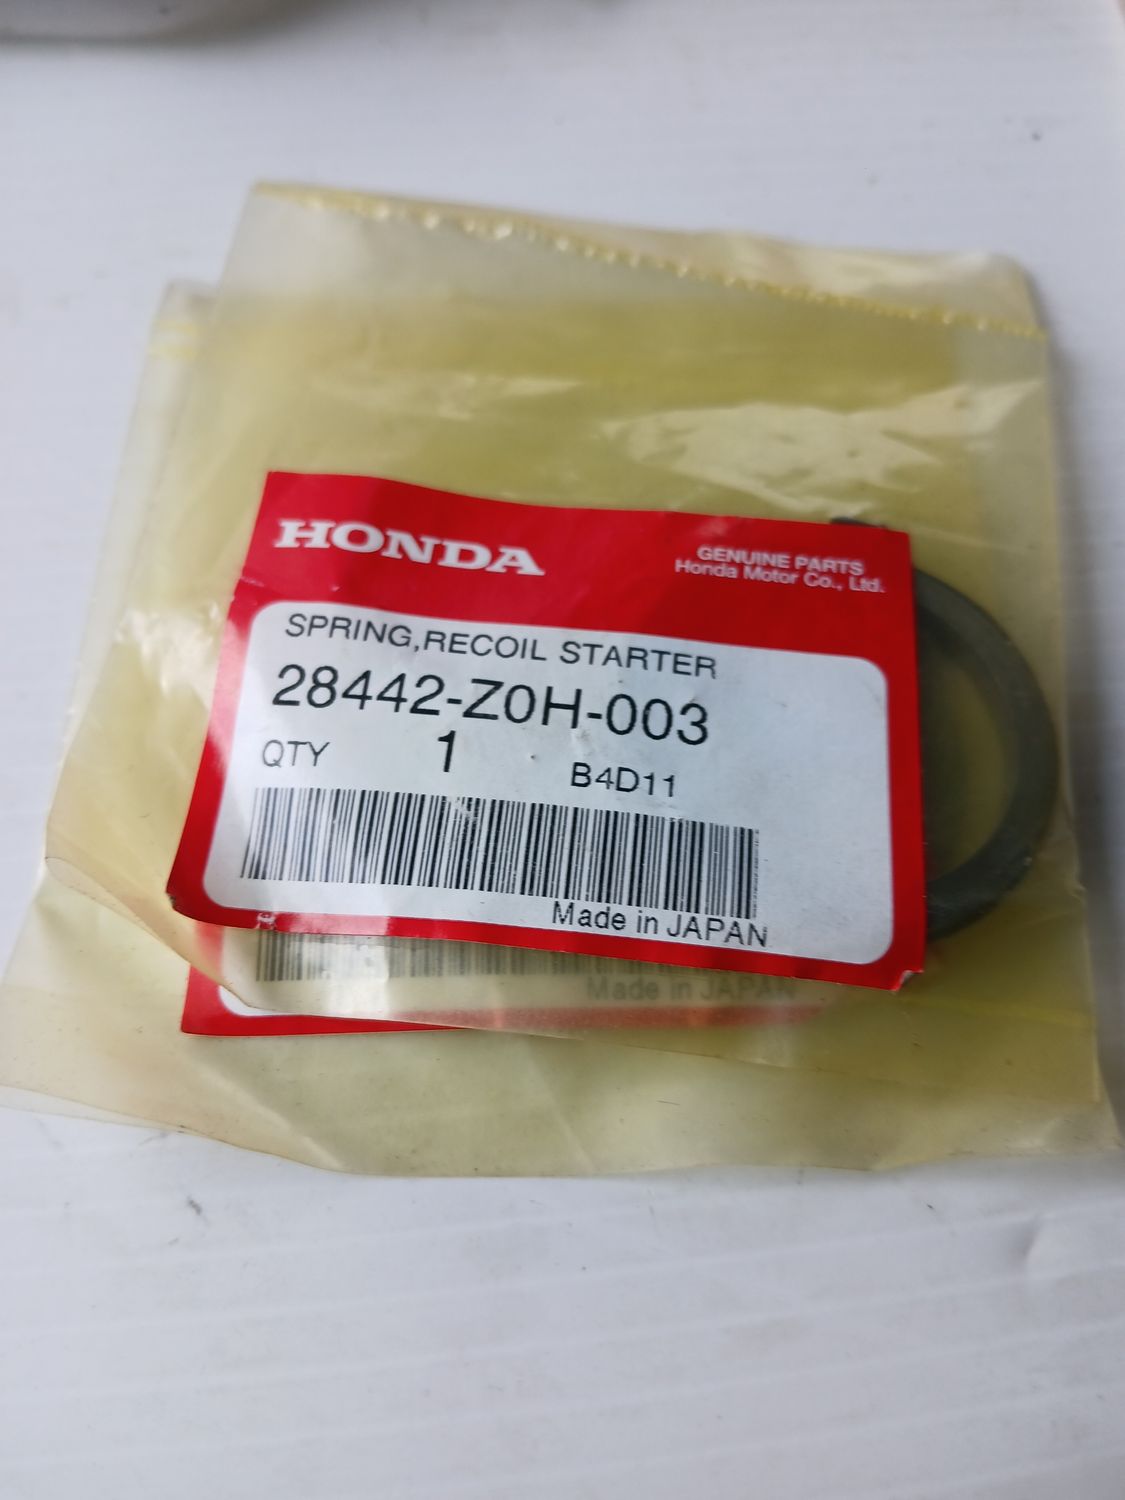 HONDA
GENUINE PARTS
Honda Motor Co., Ltd.
SPRING,RECOIL STARTER
28442-Z0H-003
QTY 1 B4D11
Made in JAPAN
Made in JAPAN